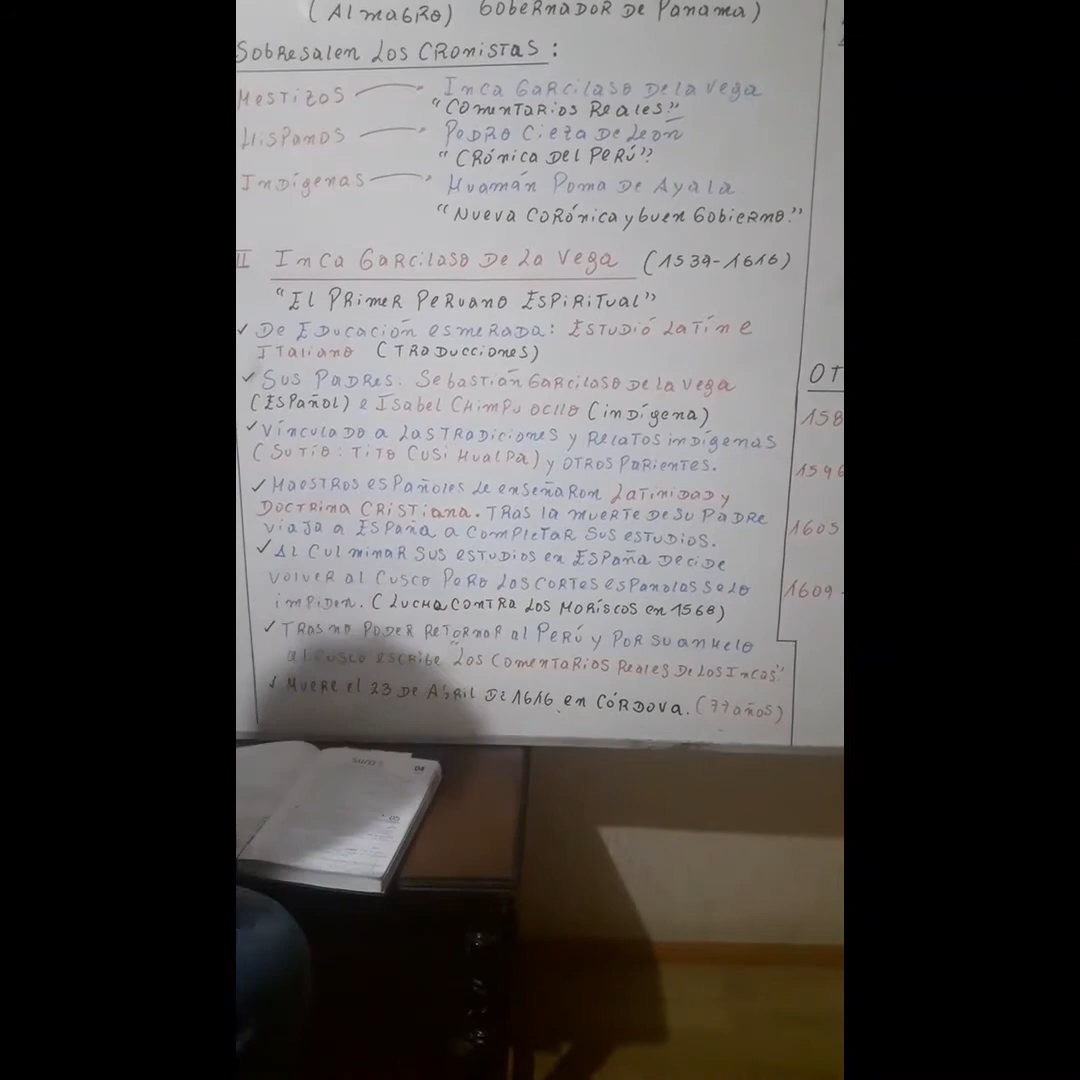 (Almagro) Gobernador de Panama)
Sobresalen los cronistas:
Mestizos Inca Garcilaso de la Vega
"Comentarios Reales"
Hispanos Pedro Cieza de León
"Crónica del Perú"
Indígenas Huamán Poma de Ayala
"Nueva Corónica y buen Gobierno."
II Inca Garcilaso de la Vega (1539-1616)
"El Primer Peruano Espiritual"
✓ De Educación esmerada: Estudió Latín e
Italiano (Traducciones)
✓ Sus Padres: Sebastián Garcilaso de la Vega
(Español) e Isabel Chimpu Ocllo (indígena)
✓ Vinculado a las Tradiciones y Relatos indígenas
(Su Tío: Tito Cusi Hualpa) y otros parientes.
✓ Maestros españoles le enseñaron Latinidad y
Doctrina Cristiana. Tras la muerte de su padre
viaja a España a completar sus estudios.
✓ Al culminar sus estudios en España decide
volver al Cusco pero las cortes españolas se lo
impiden. (Lucha contra los moriscos en 1568)
✓ Tras no poder retornar al Perú y por su anhelo
al Cusco escribe "Los Comentarios Reales de los Incas"
✓ Muere el 23 de Abril de 1616 en Córdova. (77 años)
OT
158
1596
1605
1609
04
05